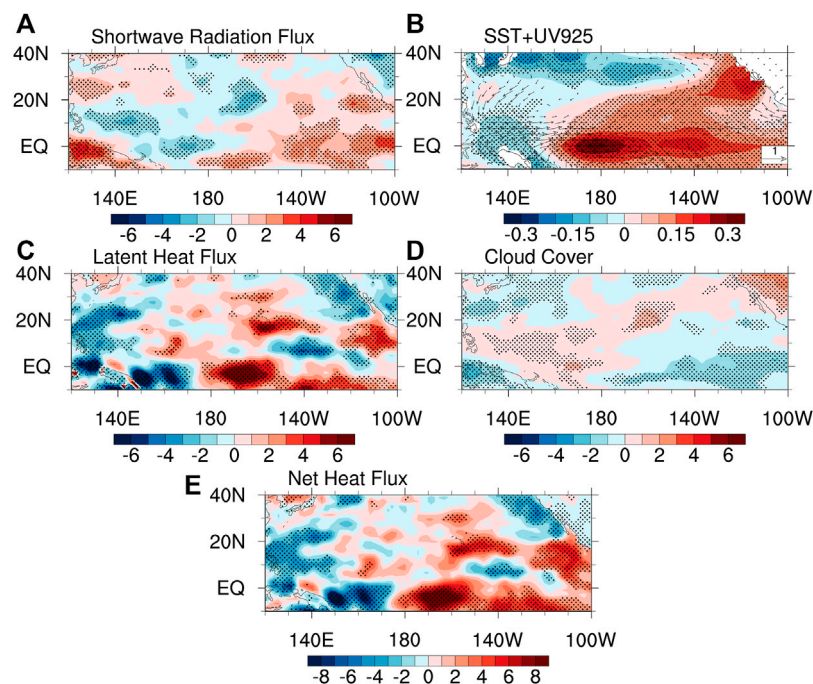 A
Shortwave Radiation Flux
40N
20N
EQ
140E 180 140W 100W
-6 -4 -2 0 2 4 6
B
SST+UV925
40N
20N
EQ
1
140E 180 140W 100W
-0.3 -0.15 0 0.15 0.3
C
Latent Heat Flux
40N
20N
EQ
140E 180 140W 100W
-6 -4 -2 0 2 4 6
D
Cloud Cover
40N
20N
EQ
140E 180 140W 100W
-6 -4 -2 0 2 4 6
E
Net Heat Flux
40N
20N
EQ
140E 180 140W 100W
-8 -6 -4 -2 0 2 4 6 8